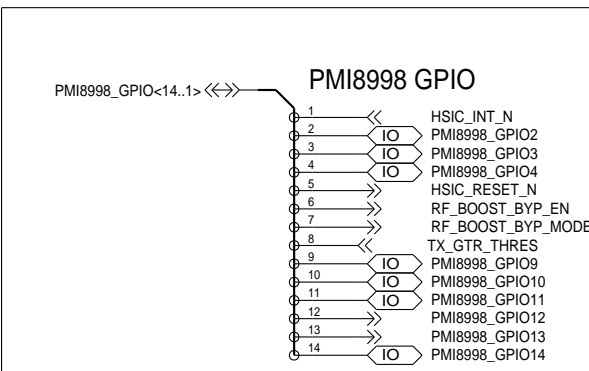 PMI8998 GPIO
PMI8998_GPIO<14..1>
1 HSIC_INT_N
2 IO PMI8998_GPIO2
3 IO PMI8998_GPIO3
4 IO PMI8998_GPIO4
5 HSIC_RESET_N
6 RF_BOOST_BYP_EN
7 RF_BOOST_BYP_MODE
8 TX_GTR_THRES
9 IO PMI8998_GPIO9
10 IO PMI8998_GPIO10
11 IO PMI8998_GPIO11
12 PMI8998_GPIO12
13 PMI8998_GPIO13
14 IO PMI8998_GPIO14